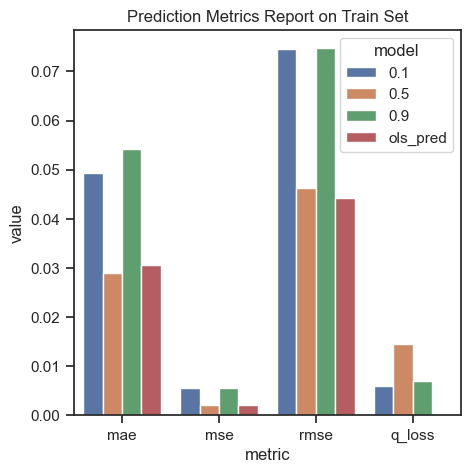 Prediction Metrics Report on Train Set
model
0.1
0.5
0.9
ols_pred
value
0.07
0.06
0.05
0.04
0.03
0.02
0.01
0.00
mae mse rmse q_loss
metric